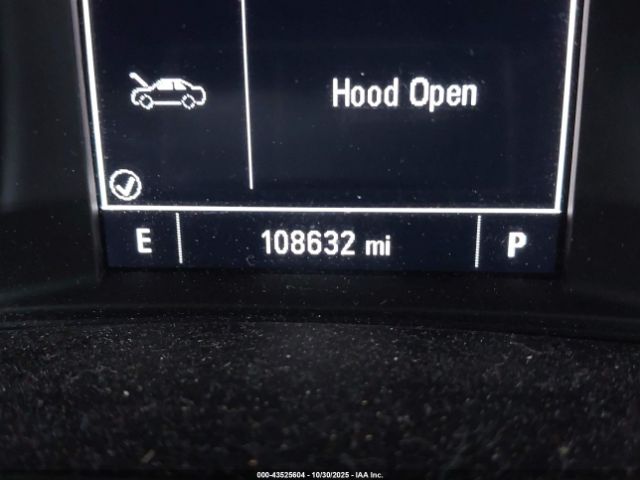 Hood Open
E 108632 mi P
000-43525604 - 10/30/2025 - IAA Inc.